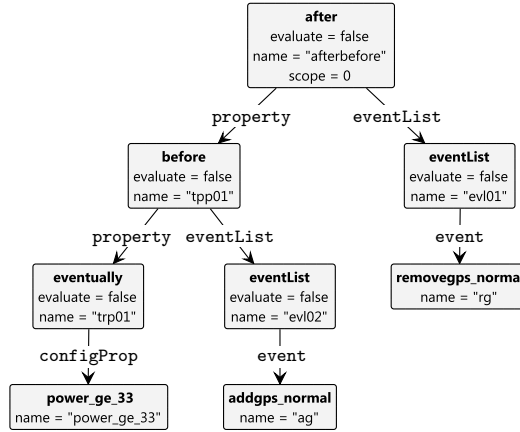 after
evaluate = false
name = "afterbefore"
scope = 0
property
eventList
before
evaluate = false
name = "tpp01"
eventList
evaluate = false
name = "evl01"
property
eventList
event
eventually
evaluate = false
name = "trp01"
eventList
evaluate = false
name = "evl02"
removegps_norma
name = "rg"
configProp
event
power_ge_33
name = "power_ge_33"
addgps_normal
name = "ag"